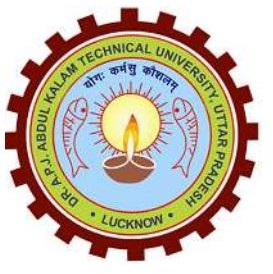 DR. A.P.J. ABDUL KALAM TECHNICAL UNIVERSITY, UTTAR PRADESH
योगः कर्मसु कौशलम्
• LUCKNOW •